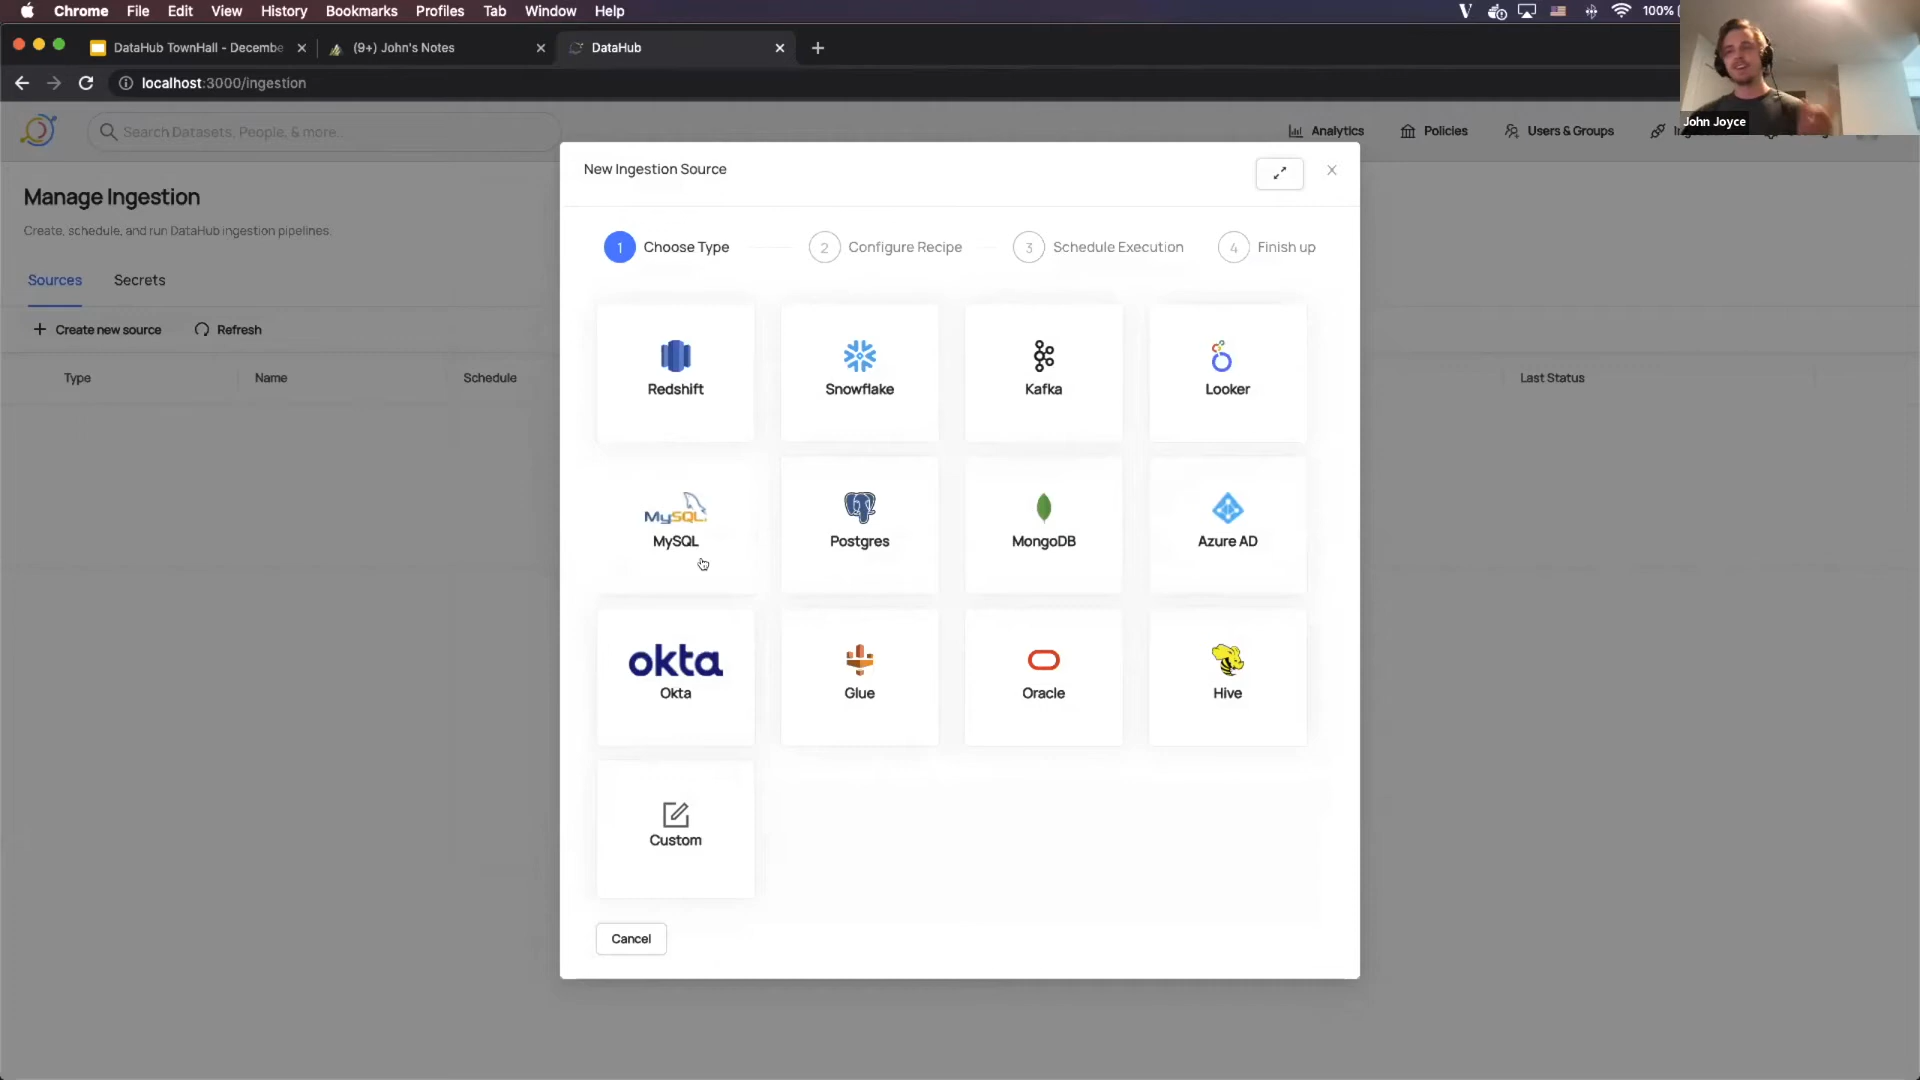 Chrome File Edit View History Bookmarks Profiles Tab Window Help 100%
DataHub TownHall - Decembe (9+) John's Notes DataHub
localhost:3000/ingestion
John Joyce
Search Datasets, People, & more...
Analytics Policies Users & Groups
New Ingestion Source
Manage Ingestion
Create, schedule, and run DataHub ingestion pipelines.
1 Choose Type 2 Configure Recipe 3 Schedule Execution 4 Finish up
Sources Secrets
Create new source Refresh
Type Name Schedule Last Status
Redshift Snowflake Kafka Looker
MySQL
MySQL Postgres MongoDB Azure AD
okta
Okta Glue Oracle Hive
Custom
Cancel